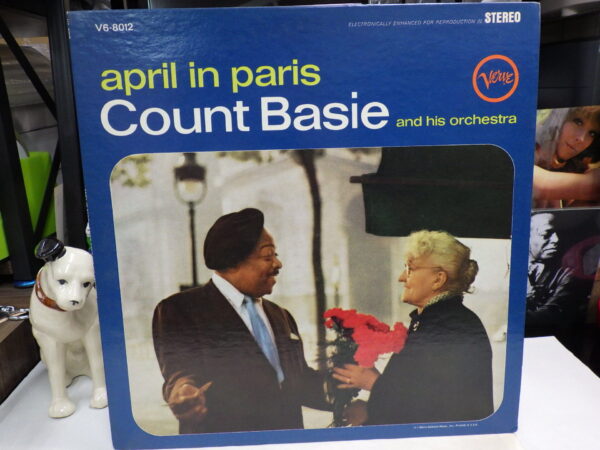 V6-8012
ELECTRONICALLY ENHANCED FOR REPRODUCTION IN STEREO
april in paris
Verve
Count Basie and his orchestra